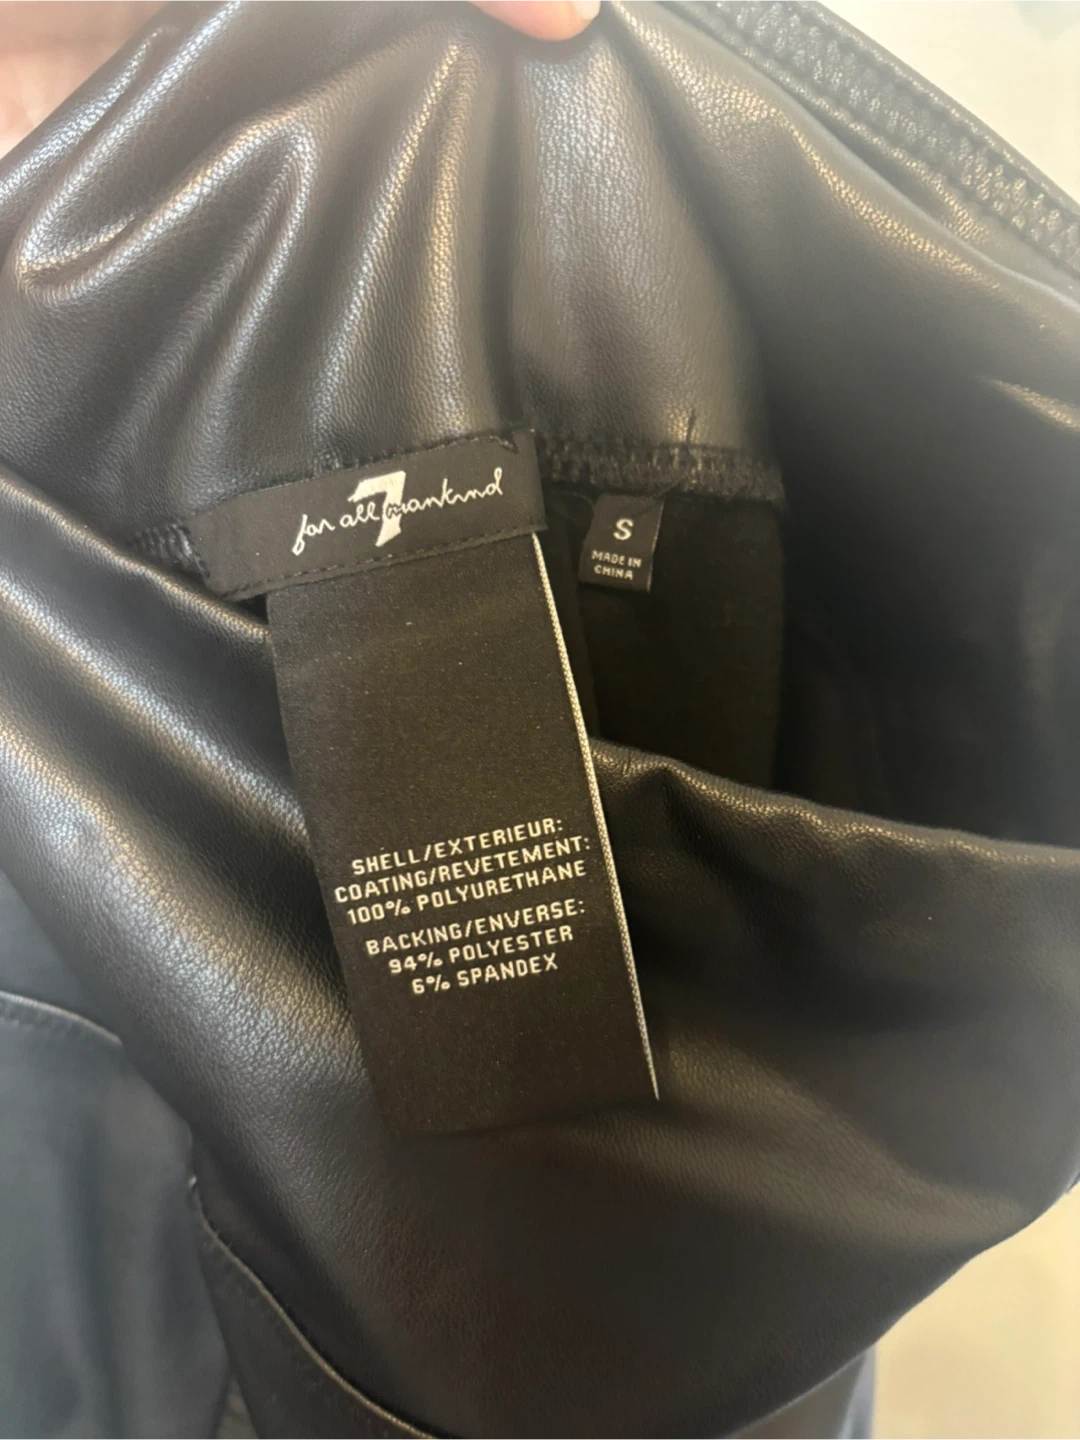 7
for all mankind
S
MADE IN
CHINA
SHELL/EXTERIEUR:
COATING/REVETEMENT:
100% POLYURETHANE
BACKING/ENVERSE:
94% POLYESTER
6% SPANDEX